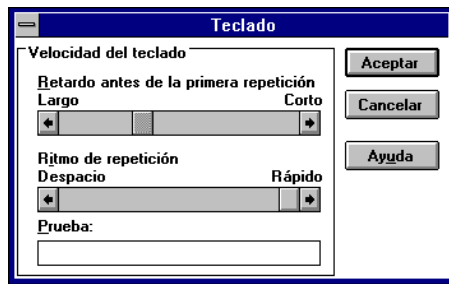 Teclado
Velocidad del teclado
Retardo antes de la primera repetición
Largo Corto
Ritmo de repetición
Despacio Rápido
Prueba:
Aceptar
Cancelar
Ayuda